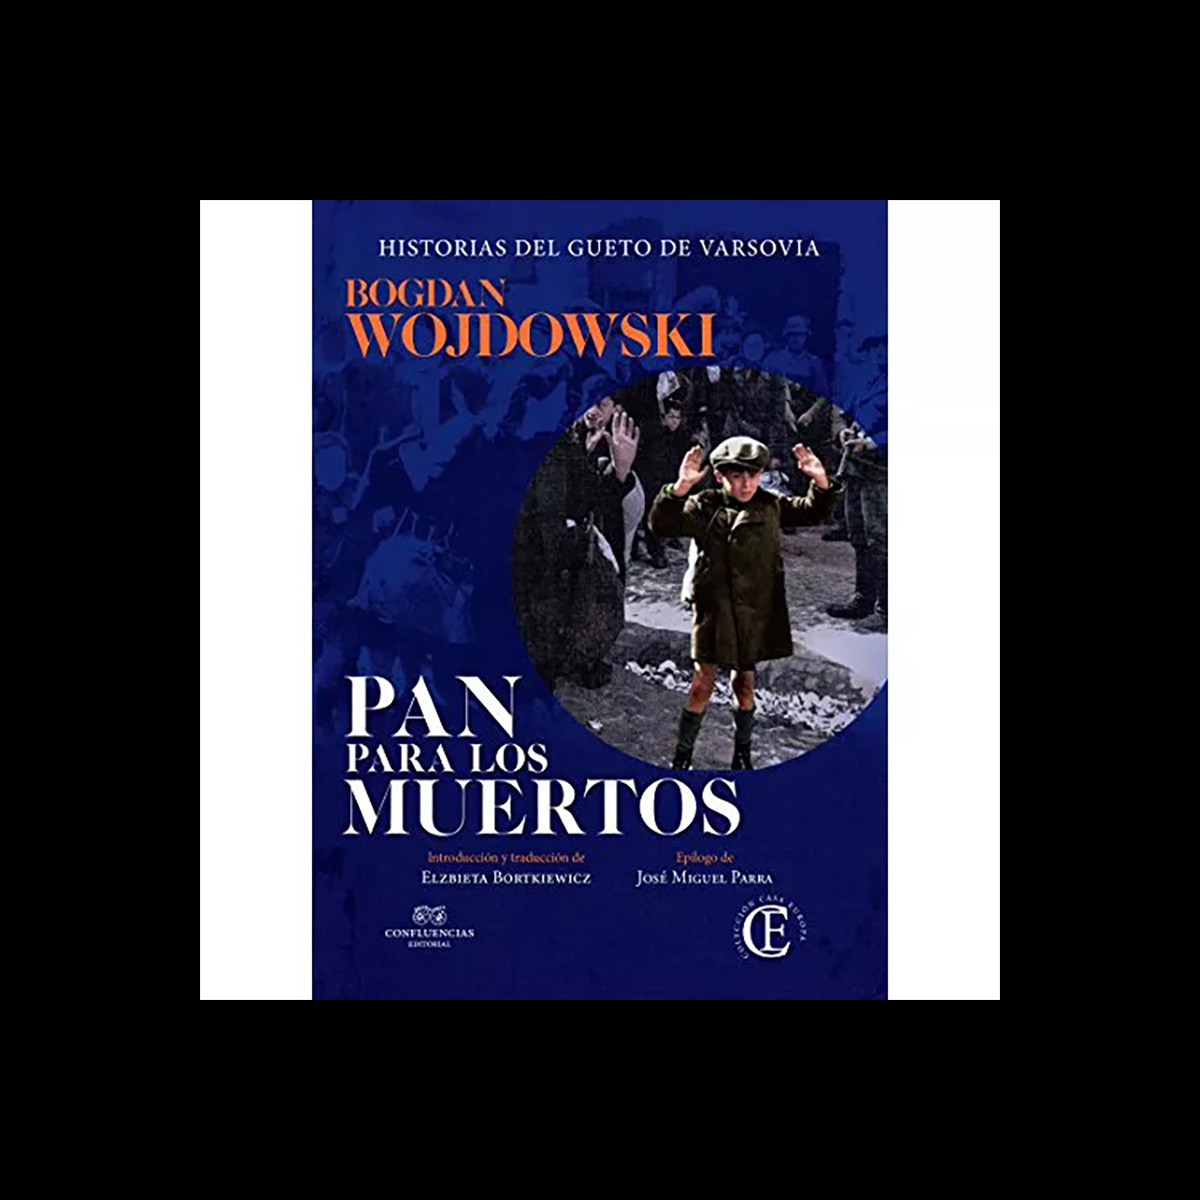 HISTORIAS DEL GUETO DE VARSOVIA
BOGDAN
WOJDOWSKI
PAN
PARA LOS
MUERTOS
Introducción y traducción de
ELZBIETA BORTKIEWICZ
Epílogo de
JOSÉ MIGUEL PARRA
CONFLUENCIAS
EDITORIAL
COLECCIÓN CASA EUROPA
CE